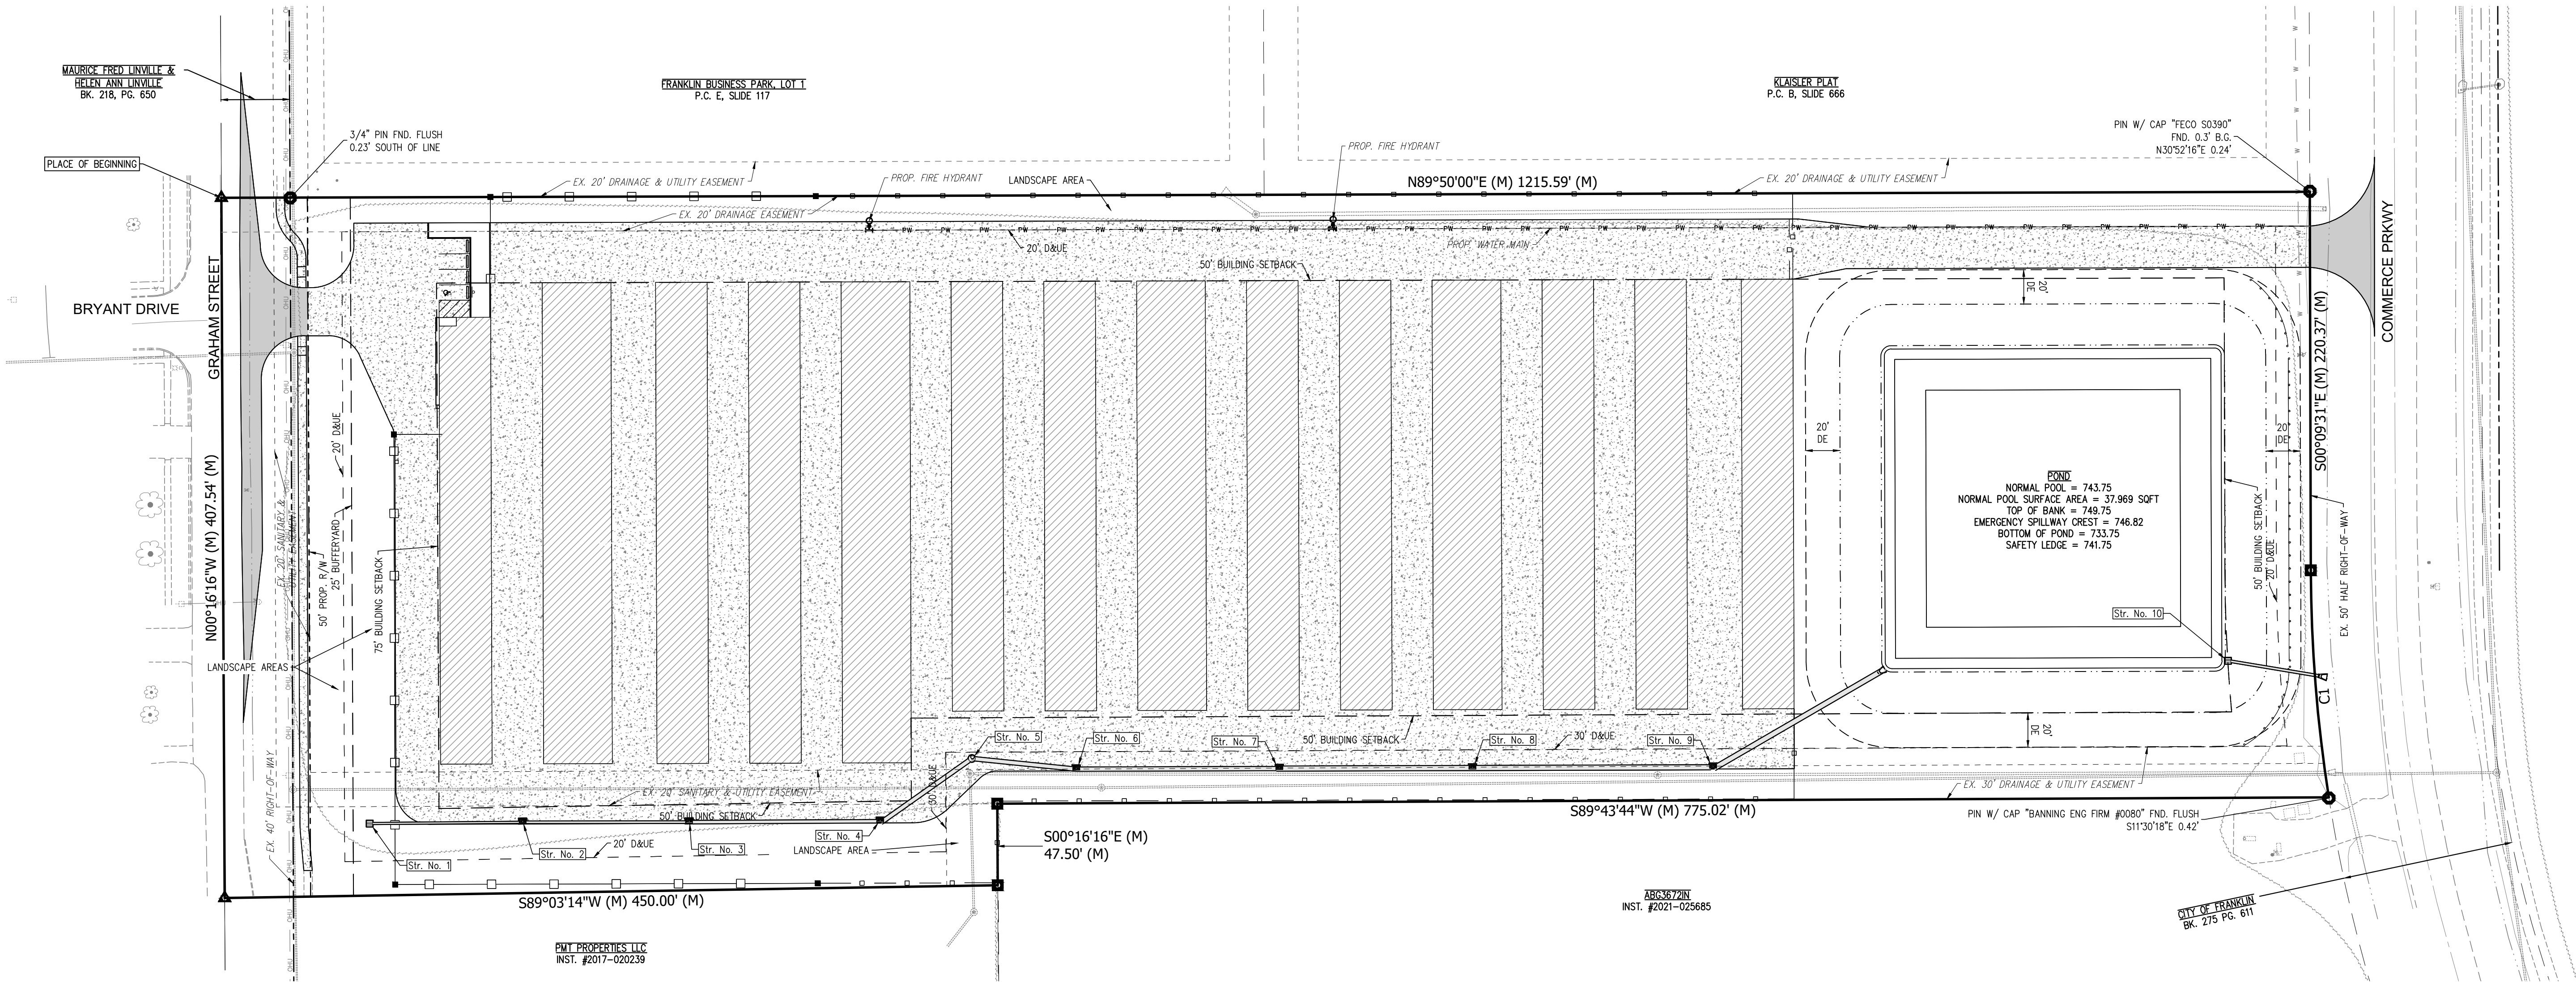 MAURICE FRED LINVILLE &
HELEN ANN LINVILLE
BK. 218, PG. 650
FRANKLIN BUSINESS PARK, LOT 1
P.C. E, SLIDE 117
KLAISLER PLAT
P.C. B, SLIDE 666
PIN W/ CAP "FECO S0390"
FND. 0.3' B.G.
N30°52'16"E 0.24'
3/4" PIN FND. FLUSH
0.23' SOUTH OF LINE
PLACE OF BEGINNING
PROP. FIRE HYDRANT
PROP. FIRE HYDRANT
LANDSCAPE AREA
EX. 20' DRAINAGE & UTILITY EASEMENT
N89°50'00"E (M) 1215.59' (M)
EX. 20' DRAINAGE & UTILITY EASEMENT
EX. 20' DRAINAGE EASEMENT
20' D&UE
PROP. WATER MAIN
50' BUILDING SETBACK
BRYANT DRIVE
GRAHAM STREET
COMMERCE PRKWY
N00°16'16"W (M) 407.54' (M)
S00°09'31"E (M) 220.37' (M)
20' D&UE
25' BUFFERYARD
50' PROP. R/W
EX. 20' SANITARY &
UTILITY EASEMENT
75' BUILDING SETBACK
LANDSCAPE AREAS
EX. 40' RIGHT-OF-WAY
20'
DE
20'
DE
20'
DE
20'
DE
POND
NORMAL POOL = 743.75
NORMAL POOL SURFACE AREA = 37.969 SQFT
TOP OF BANK = 749.75
EMERGENCY SPILLWAY CREST = 746.82
BOTTOM OF POND = 733.75
SAFETY LEDGE = 741.75
50' BUILDING SETBACK
20' D&UE
EX. 50' HALF RIGHT-OF-WAY
Str. No. 10
C1
Str. No. 5
Str. No. 6
Str. No. 7
50' BUILDING SETBACK
Str. No. 8
30' D&UE
Str. No. 9
EX. 20' SANITARY & UTILITY EASEMENT
50' BUILDING SETBACK
50' D&UE
EX. 30' DRAINAGE & UTILITY EASEMENT
S89°43'44"W (M) 775.02' (M)
PIN W/ CAP "BANNING ENG FIRM #0080" FND. FLUSH
S11°30'18"E 0.42'
Str. No. 1
Str. No. 2
20' D&UE
Str. No. 3
Str. No. 4
LANDSCAPE AREA
S00°16'16"E (M)
47.50' (M)
S89°03'14"W (M) 450.00' (M)
PMT PROPERTIES LLC
INST. #2017-020239
ABG3672IN
INST. #2021-025685
CITY OF FRANKLIN
BK. 275 PG. 611